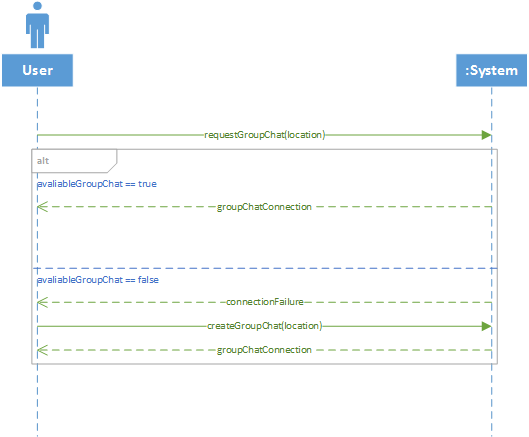 User
:System
requestGroupChat(location)
alt
avaliableGroupChat == true
groupChatConnection
avaliableGroupChat == false
connectionFailure
createGroupChat(location)
groupChatConnection